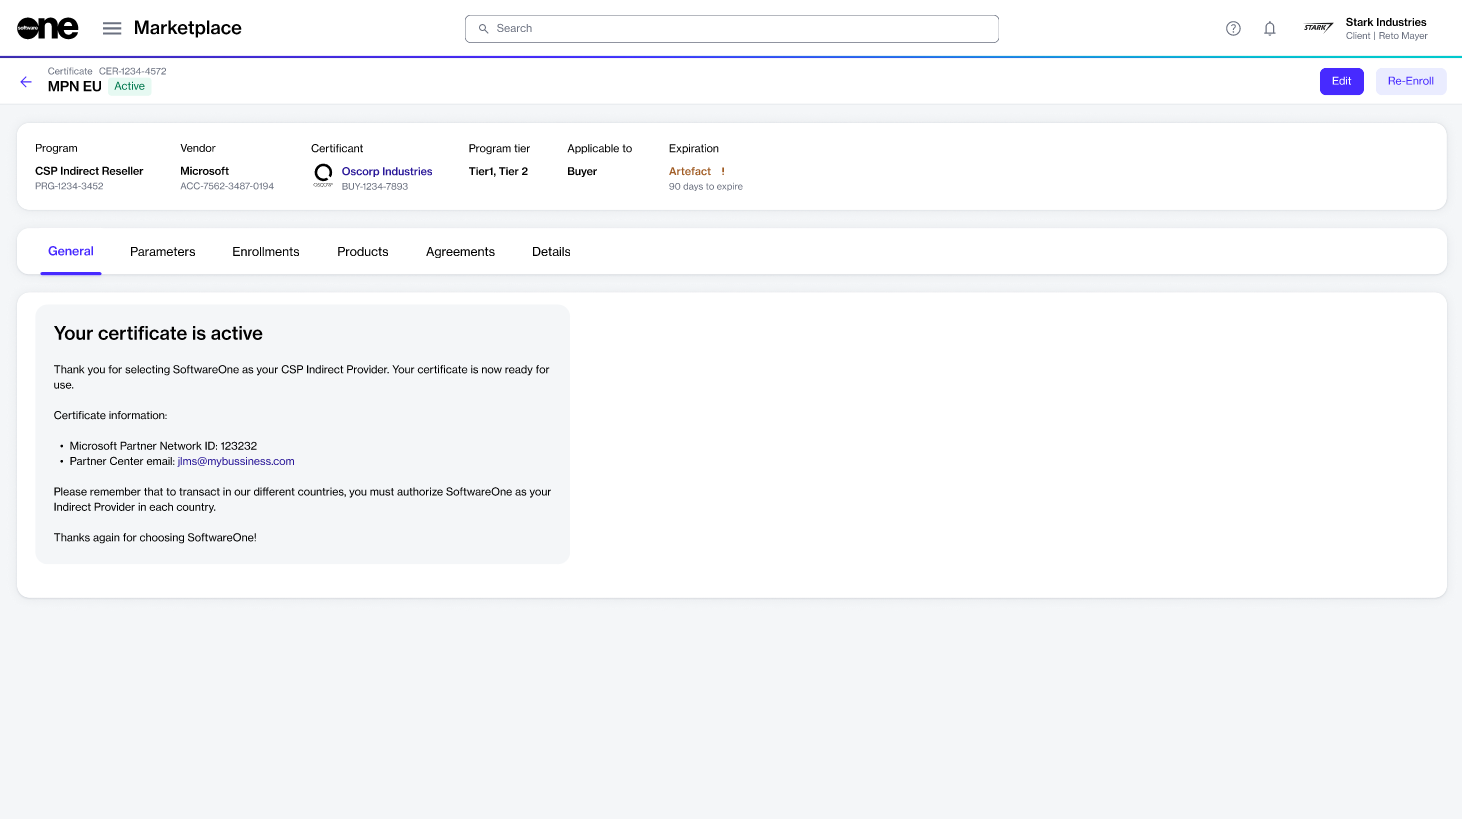 software one
Marketplace
Search
STARK
Stark Industries
Client | Reto Mayer
Certificate CER-1234-4572
MPN EU Active
Edit
Re-Enroll
Program
CSP Indirect Reseller
PRG-1234-3452
Vendor
Microsoft
ACC-7562-3487-0194
Certificant
OSCORP
Oscorp Industries
BUY-1234-7893
Program tier
Tier1, Tier 2
Applicable to
Buyer
Expiration
Artefact !
90 days to expire
General Parameters Enrollments Products Agreements Details
Your certificate is active
Thank you for selecting SoftwareOne as your CSP Indirect Provider. Your certificate is now ready for
use.
Certificate information:
• Microsoft Partner Network ID: 123232
• Partner Center email: jlms@mybussiness.com
Please remember that to transact in our different countries, you must authorize SoftwareOne as your
Indirect Provider in each country.
Thanks again for choosing SoftwareOne!